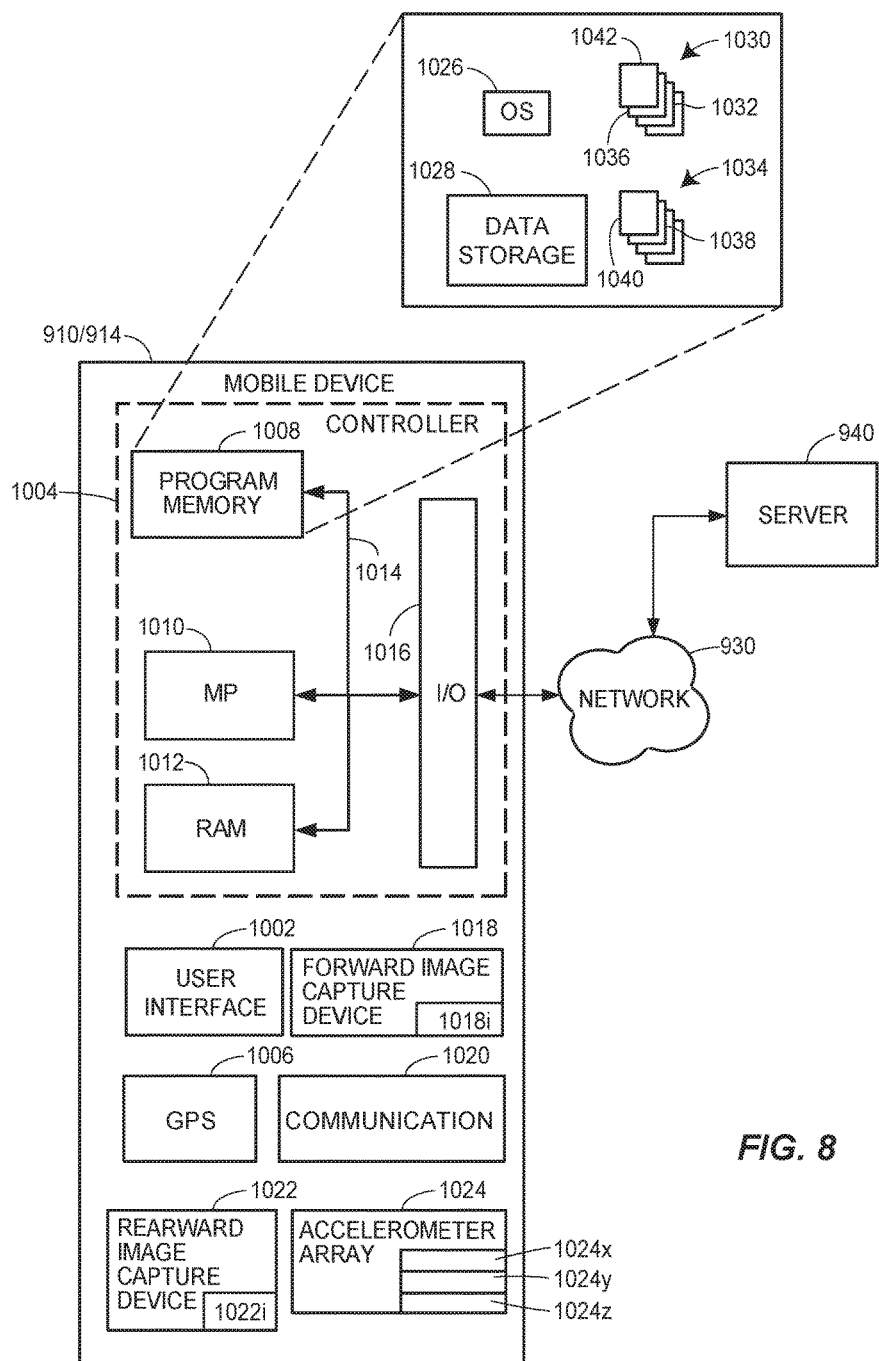 1042
1030
1026
OS
1032
1036
1028
1034
DATA
STORAGE
1038
1040
910/914
MOBILE DEVICE
CONTROLLER
1008
PROGRAM
MEMORY
1004
1014
940
SERVER
1010
MP
1016
I/O
930
NETWORK
1012
RAM
1002
USER
INTERFACE
1018
FORWARD IMAGE
CAPTURE
DEVICE
1018i
1006
GPS
1020
COMMUNICATION
FIG. 8
1022
REARWARD
IMAGE
CAPTURE
DEVICE
1022i
1024
ACCELEROMETER
ARRAY
1024x
1024y
1024z